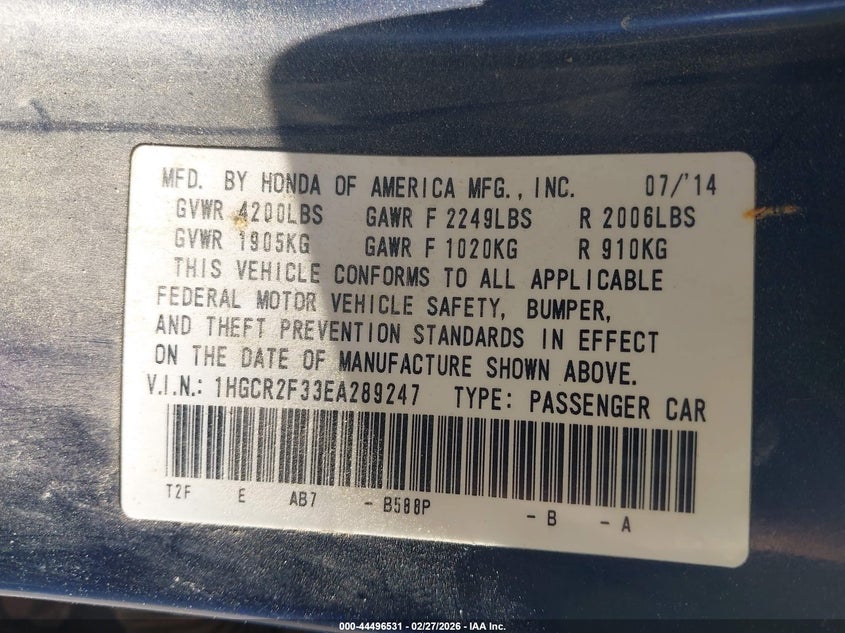 MFD. BY HONDA OF AMERICA MFG., INC. 07/'14
GVWR 4200LBS GAWR F 2249LBS R 2006LBS
GVWR 1905KG GAWR F 1020KG R 910KG
THIS VEHICLE CONFORMS TO ALL APPLICABLE
FEDERAL MOTOR VEHICLE SAFETY, BUMPER,
AND THEFT PREVENTION STANDARDS IN EFFECT
ON THE DATE OF MANUFACTURE SHOWN ABOVE.
V.I.N.: 1HGCR2F33EA289247 TYPE: PASSENGER CAR
T2F E AB7 - B588P - B - A
000-44496531 - 02/27/2026 - IAA Inc.